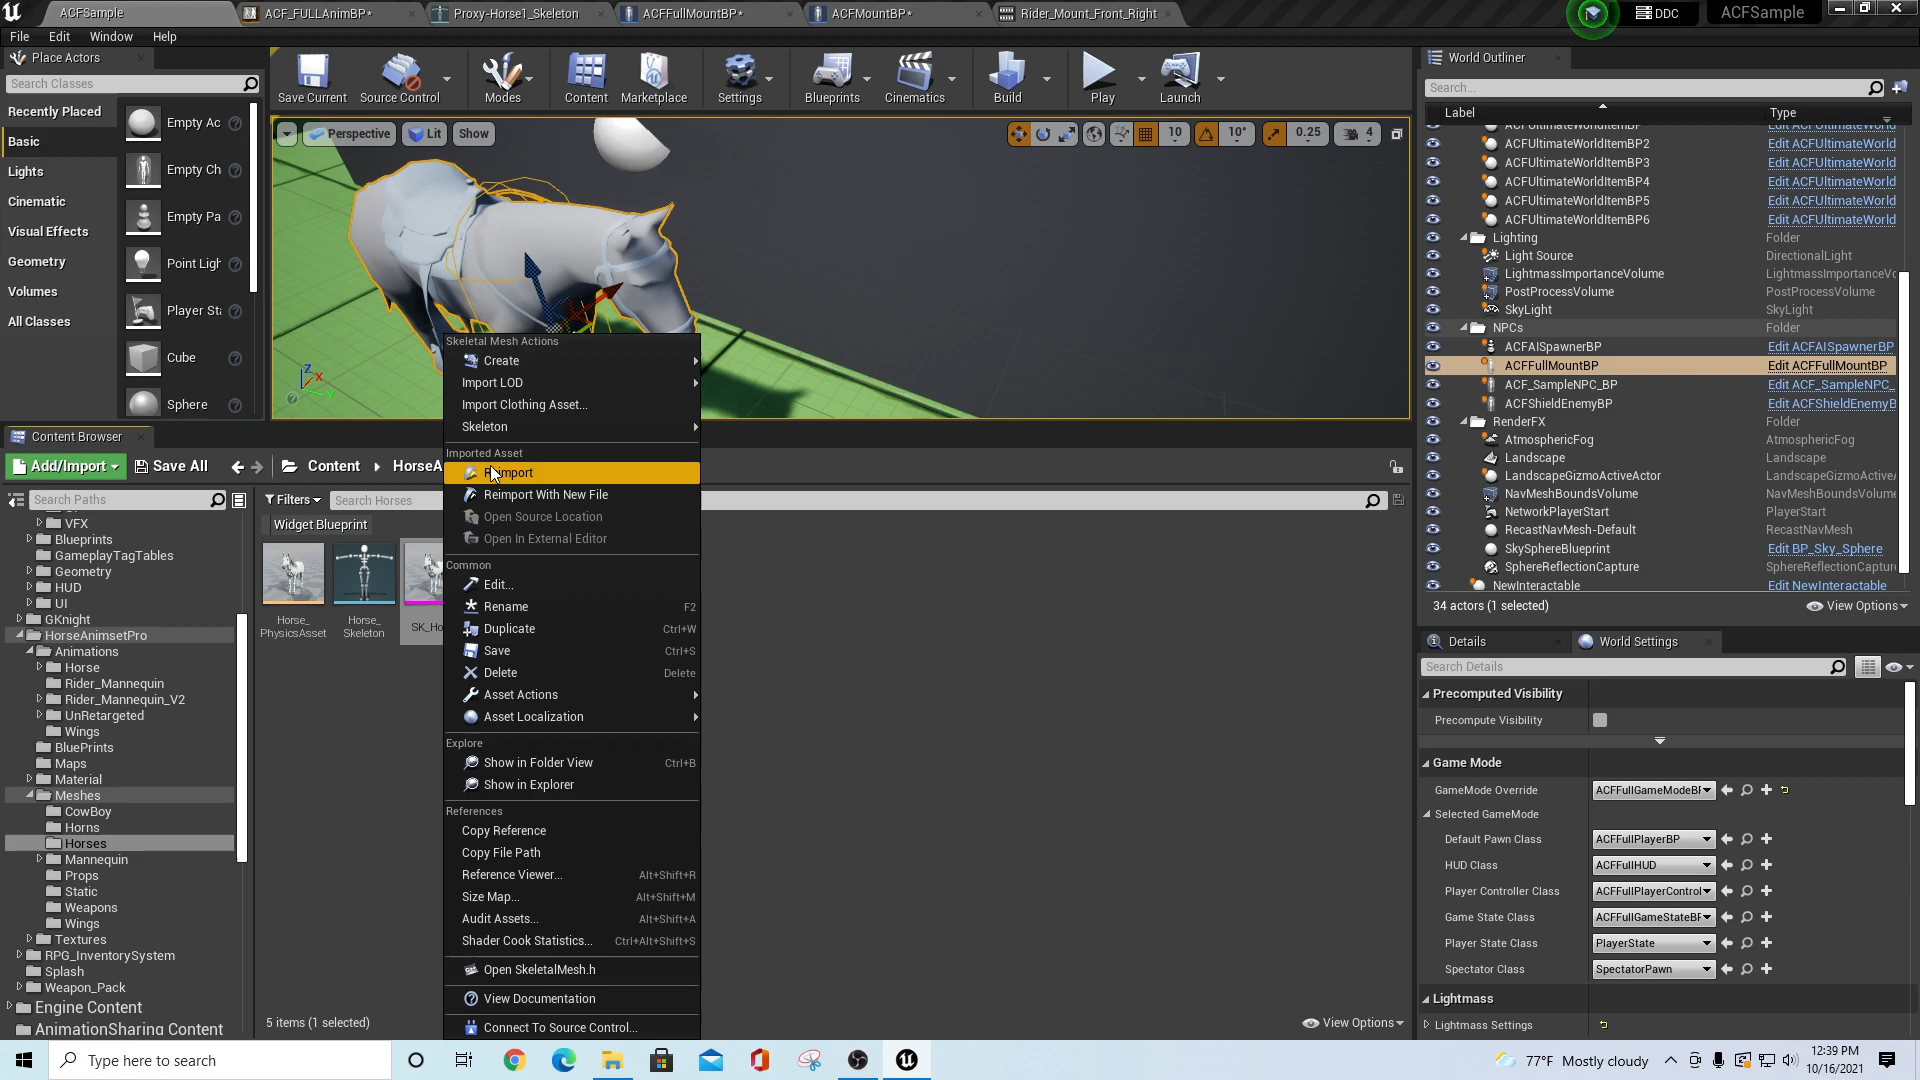 ACFSample
ACF_FULLAnimBP*
Proxy-Horse1_Skeleton
ACFFullMountBP*
ACFMountBP*
Rider_Mount_Front_Right
DDC
ACFSample
File Edit Window Help
Place Actors
Search Classes
Recently Placed
Basic
Lights
Cinematic
Visual Effects
Geometry
Volumes
All Classes
Empty Ac
Empty Ch
Empty Pa
Point Ligh
Player Sta
Cube
Sphere
Save Current
Source Control
Modes
Content
Marketplace
Settings
Blueprints
Cinematics
Build
Play
Launch
Perspective
Lit
Show
10
10°
0.25
4
Z X Y
Skeletal Mesh Actions
Create
Import LOD
Import Clothing Asset...
Skeleton
Imported Asset
Reimport
Reimport With New File
Open Source Location
Open In External Editor
Common
Edit...
Rename F2
Duplicate Ctrl+W
Save Ctrl+S
Delete Delete
Asset Actions
Asset Localization
Explore
Show in Folder View Ctrl+B
Show in Explorer
References
Copy Reference
Copy File Path
Reference Viewer... Alt+Shift+R
Size Map... Alt+Shift+M
Audit Assets... Alt+Shift+A
Shader Cook Statistics... Ctrl+Alt+Shift+S
Open SkeletalMesh.h
View Documentation
Connect To Source Control...
Content Browser
Add/Import
Save All
Content
HorseA
Search Paths
Filters
Search Horses
Widget Blueprint
VFX
Blueprints
GameplayTagTables
Geometry
HUD
UI
GKnight
HorseAnimsetPro
Animations
Horse
Rider_Mannequin
Rider_Mannequin_V2
UnRetargeted
Wings
BluePrints
Maps
Material
Meshes
CowBoy
Horns
Horses
Mannequin
Props
Static
Weapons
Wings
Textures
RPG_InventorySystem
Splash
Weapon_Pack
Engine Content
AnimationSharing Content
Horse_
PhysicsAsset
Horse_
Skeleton
SK_Ho
5 items (1 selected)
View Options
World Outliner
Search...
Label Type
ACFUltimateWorldItemBP Edit ACFUltimateWorld
ACFUltimateWorldItemBP2 Edit ACFUltimateWorld
ACFUltimateWorldItemBP3 Edit ACFUltimateWorld
ACFUltimateWorldItemBP4 Edit ACFUltimateWorld
ACFUltimateWorldItemBP5 Edit ACFUltimateWorld
ACFUltimateWorldItemBP6 Edit ACFUltimateWorld
Lighting Folder
Light Source DirectionalLight
LightmassImportanceVolume LightmassImportanceVo
PostProcessVolume PostProcessVolume
SkyLight SkyLight
NPCs Folder
ACFAISpawnerBP Edit ACFAISpawnerBP
ACFFullMountBP Edit ACFFullMountBP
ACF_SampleNPC_BP Edit ACF_SampleNPC_
ACFShieldEnemyBP Edit ACFShieldEnemyB
RenderFX Folder
AtmosphericFog AtmosphericFog
Landscape Landscape
LandscapeGizmoActiveActor LandscapeGizmoActiveA
NavMeshBoundsVolume NavMeshBoundsVolume
NetworkPlayerStart PlayerStart
RecastNavMesh-Default RecastNavMesh
SkySphereBlueprint Edit BP_Sky_Sphere
SphereReflectionCapture SphereReflectionCapture
NewInteractable Edit NewInteractable
34 actors (1 selected)
View Options
Details
World Settings
Search Details
Precomputed Visibility
Precompute Visibility
Game Mode
GameMode Override ACFFullGameModeBF
Selected GameMode
Default Pawn Class ACFFullPlayerBP
HUD Class ACFFullHUD
Player Controller Class ACFFullPlayerControl
Game State Class ACFFullGameStateBF
Player State Class PlayerState
Spectator Class SpectatorPawn
Lightmass
Lightmass Settings
Type here to search
77°F Mostly cloudy
12:39 PM
10/16/2021